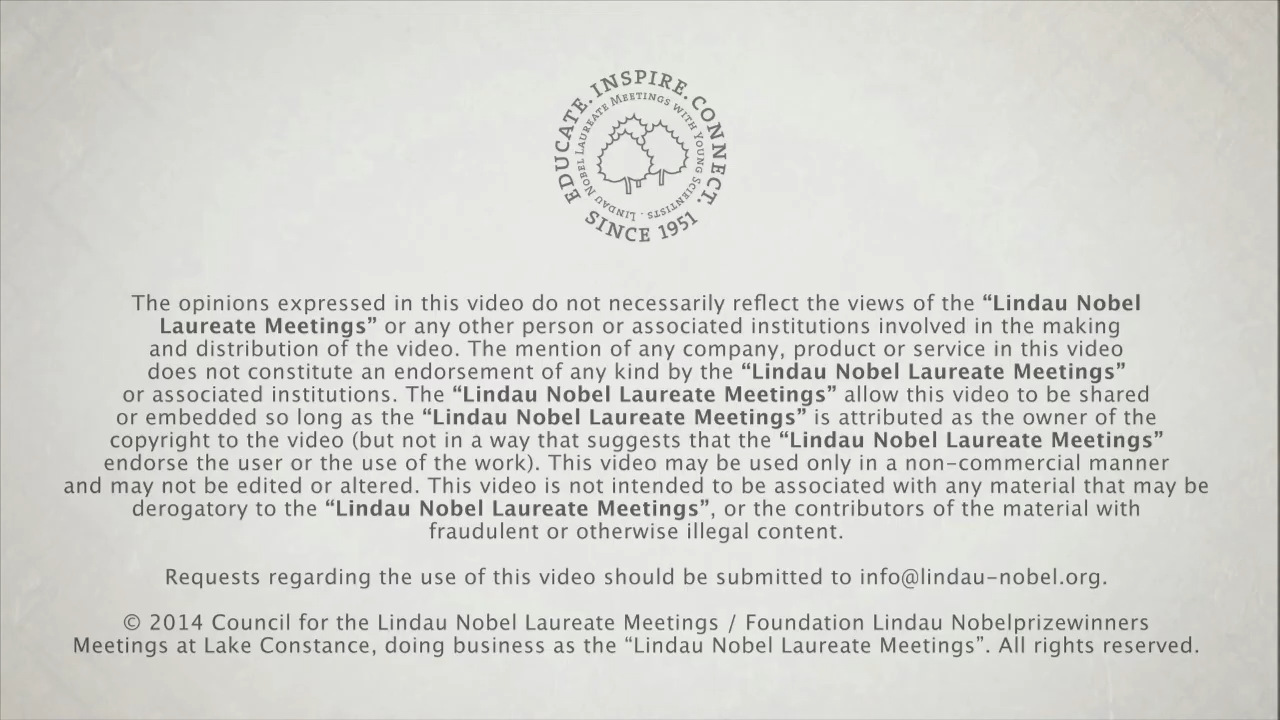 EDUCATE. INSPIRE. CONNECT.
LINDAU NOBEL LAUREATE MEETINGS WITH YOUNG SCIENTISTS ·
SINCE 1951
The opinions expressed in this video do not necessarily reflect the views of the “Lindau Nobel
Laureate Meetings” or any other person or associated institutions involved in the making
and distribution of the video. The mention of any company, product or service in this video
does not constitute an endorsement of any kind by the “Lindau Nobel Laureate Meetings”
or associated institutions. The “Lindau Nobel Laureate Meetings” allow this video to be shared
or embedded so long as the “Lindau Nobel Laureate Meetings” is attributed as the owner of the
copyright to the video (but not in a way that suggests that the “Lindau Nobel Laureate Meetings”
endorse the user or the use of the work). This video may be used only in a non-commercial manner
and may not be edited or altered. This video is not intended to be associated with any material that may be
derogatory to the “Lindau Nobel Laureate Meetings”, or the contributors of the material with
fraudulent or otherwise illegal content.
Requests regarding the use of this video should be submitted to info@lindau-nobel.org.
© 2014 Council for the Lindau Nobel Laureate Meetings / Foundation Lindau Nobelprizewinners
Meetings at Lake Constance, doing business as the “Lindau Nobel Laureate Meetings”. All rights reserved.